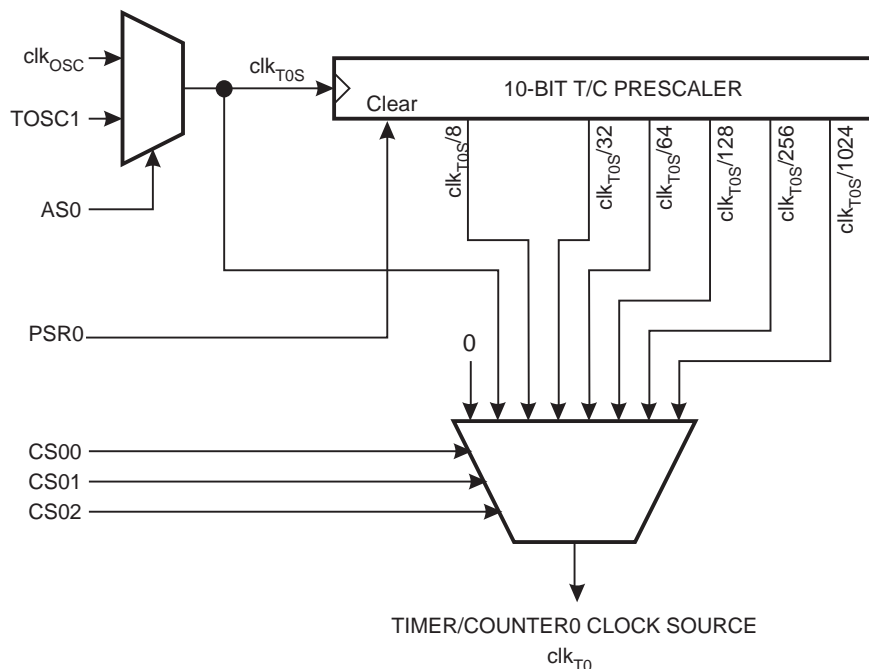 clkOSC
TOSC1
AS0
clkT0S
10-BIT T/C PRESCALER
Clear
clkT0S/8
clkT0S/32
clkT0S/64
clkT0S/128
clkT0S/256
clkT0S/1024
PSR0
0
CS00
CS01
CS02
TIMER/COUNTER0 CLOCK SOURCE
clkT0